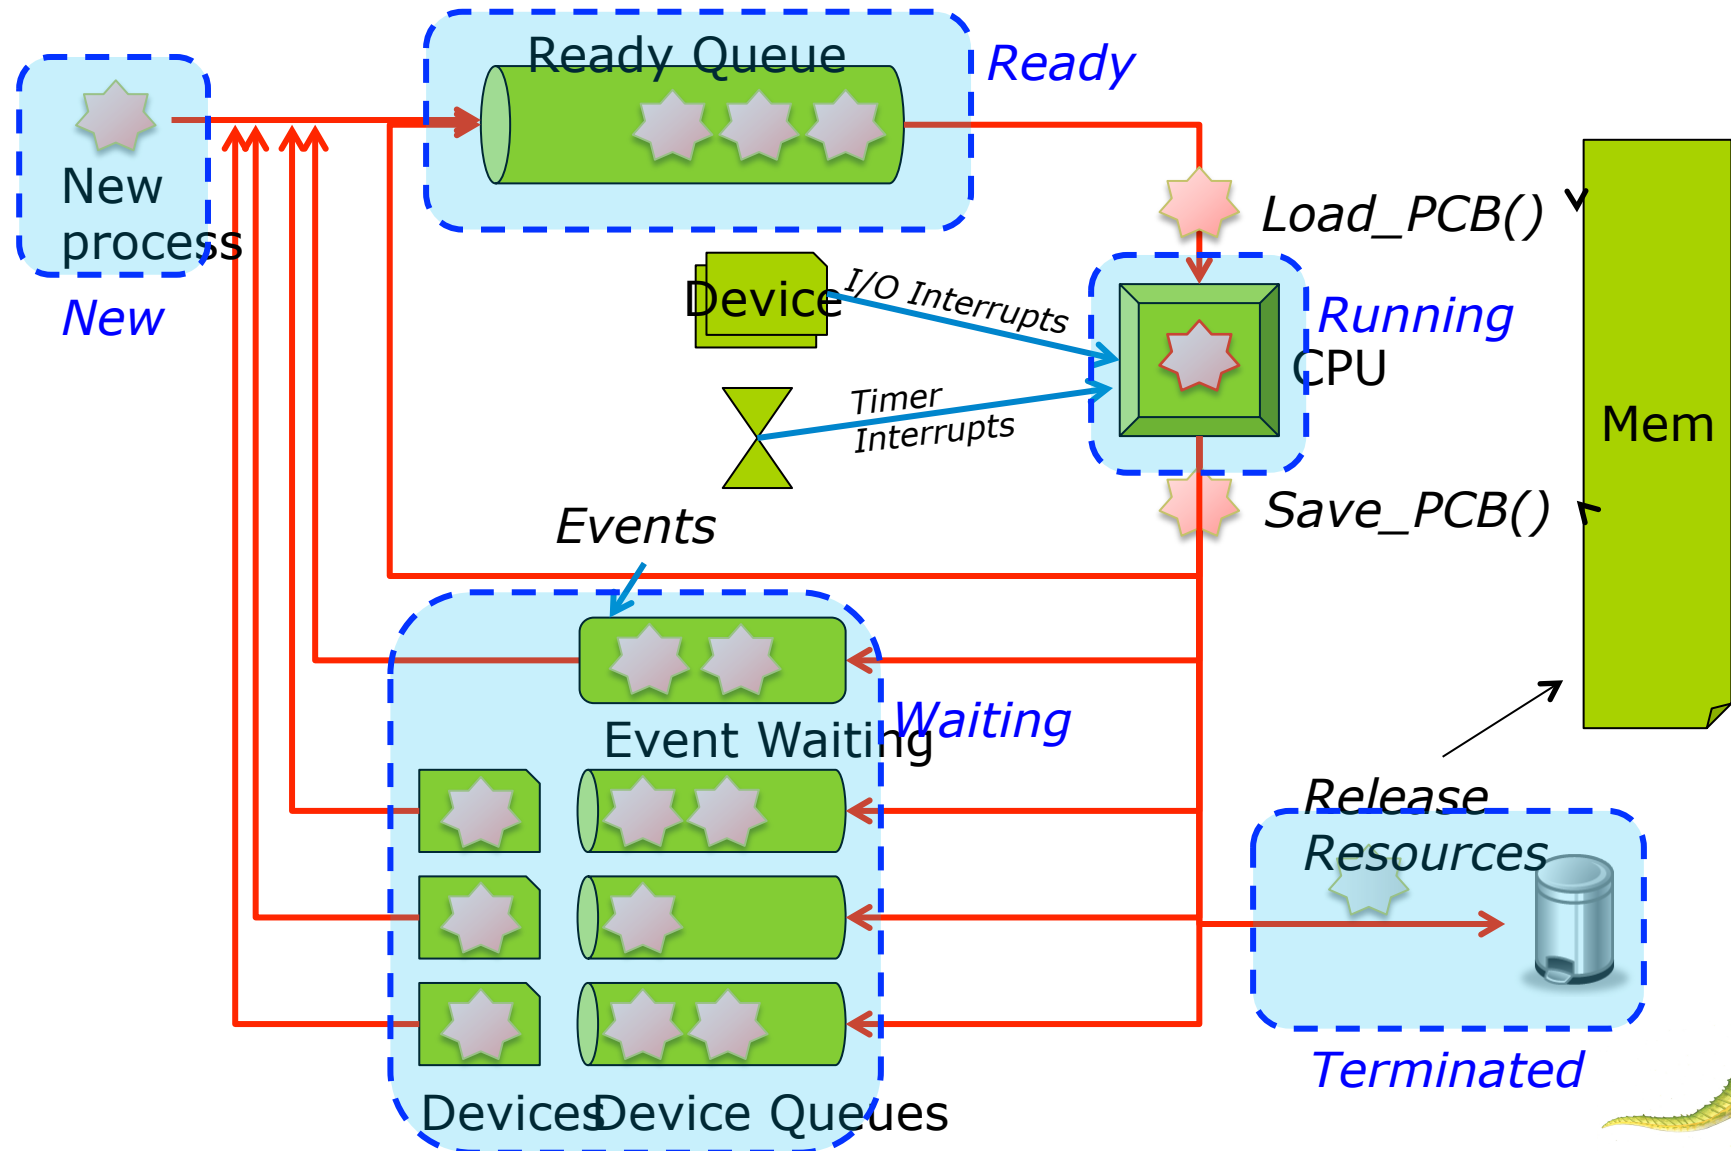 Ready Queue
Ready
New
process
New
Load_PCB()
Device
I/O Interrupts
Running
CPU
Timer
Interrupts
Mem
Save_PCB()
Events
Event Waiting
Waiting
Release
Resources
Terminated
Devices
Device Queues